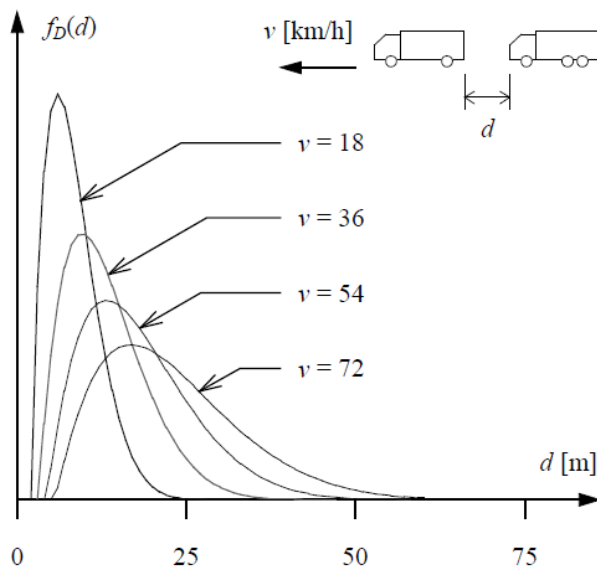 f_D(d)
v [km/h]
d
v = 18
v = 36
v = 54
v = 72
d [m]
0 25 50 75